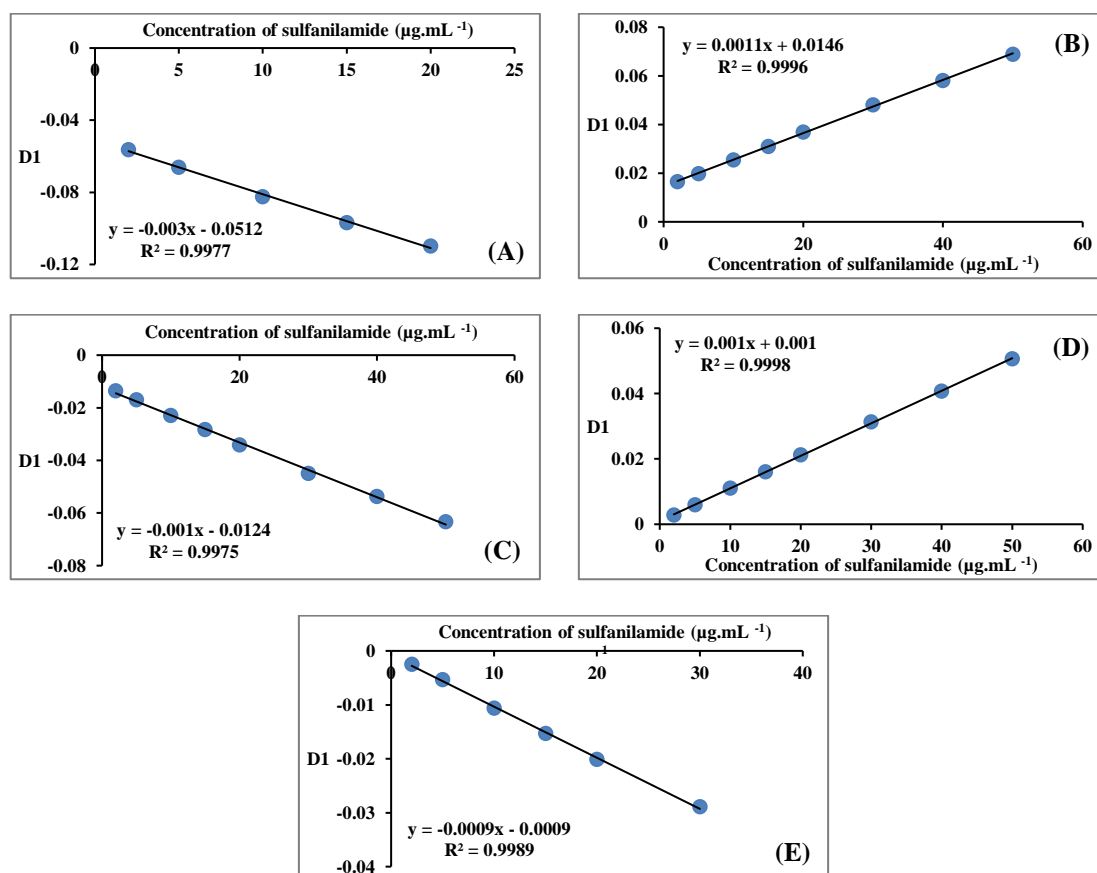 Concentration of sulfanilamide (µg.mL -1)
0
0 5 10 15 20 25
-0.04
D1
-0.08
y = -0.003x - 0.0512
R² = 0.9977
-0.12
(A)
y = 0.0011x + 0.0146
R² = 0.9996
(B)
0.08
0.06
D1 0.04
0.02
0
0 20 40 60
Concentration of sulfanilamide (µg.mL -1)
Concentration of sulfanilamide (µg.mL -1)
0
0 20 40 60
-0.02
D1 -0.04
-0.06
y = -0.001x - 0.0124
R² = 0.9975
(C)
-0.08
0.06
y = 0.001x + 0.001
R² = 0.9998
(D)
0.04
D1
0.02
0
0 10 20 30 40 50 60
Concentration of sulfanilamide (µg.mL -1)
Concentration of sulfanilamide (µg.mL -1)
1
0
0 10 20 30 40
-0.01
D1 -0.02
-0.03
y = -0.0009x - 0.0009
R² = 0.9989
(E)
-0.04